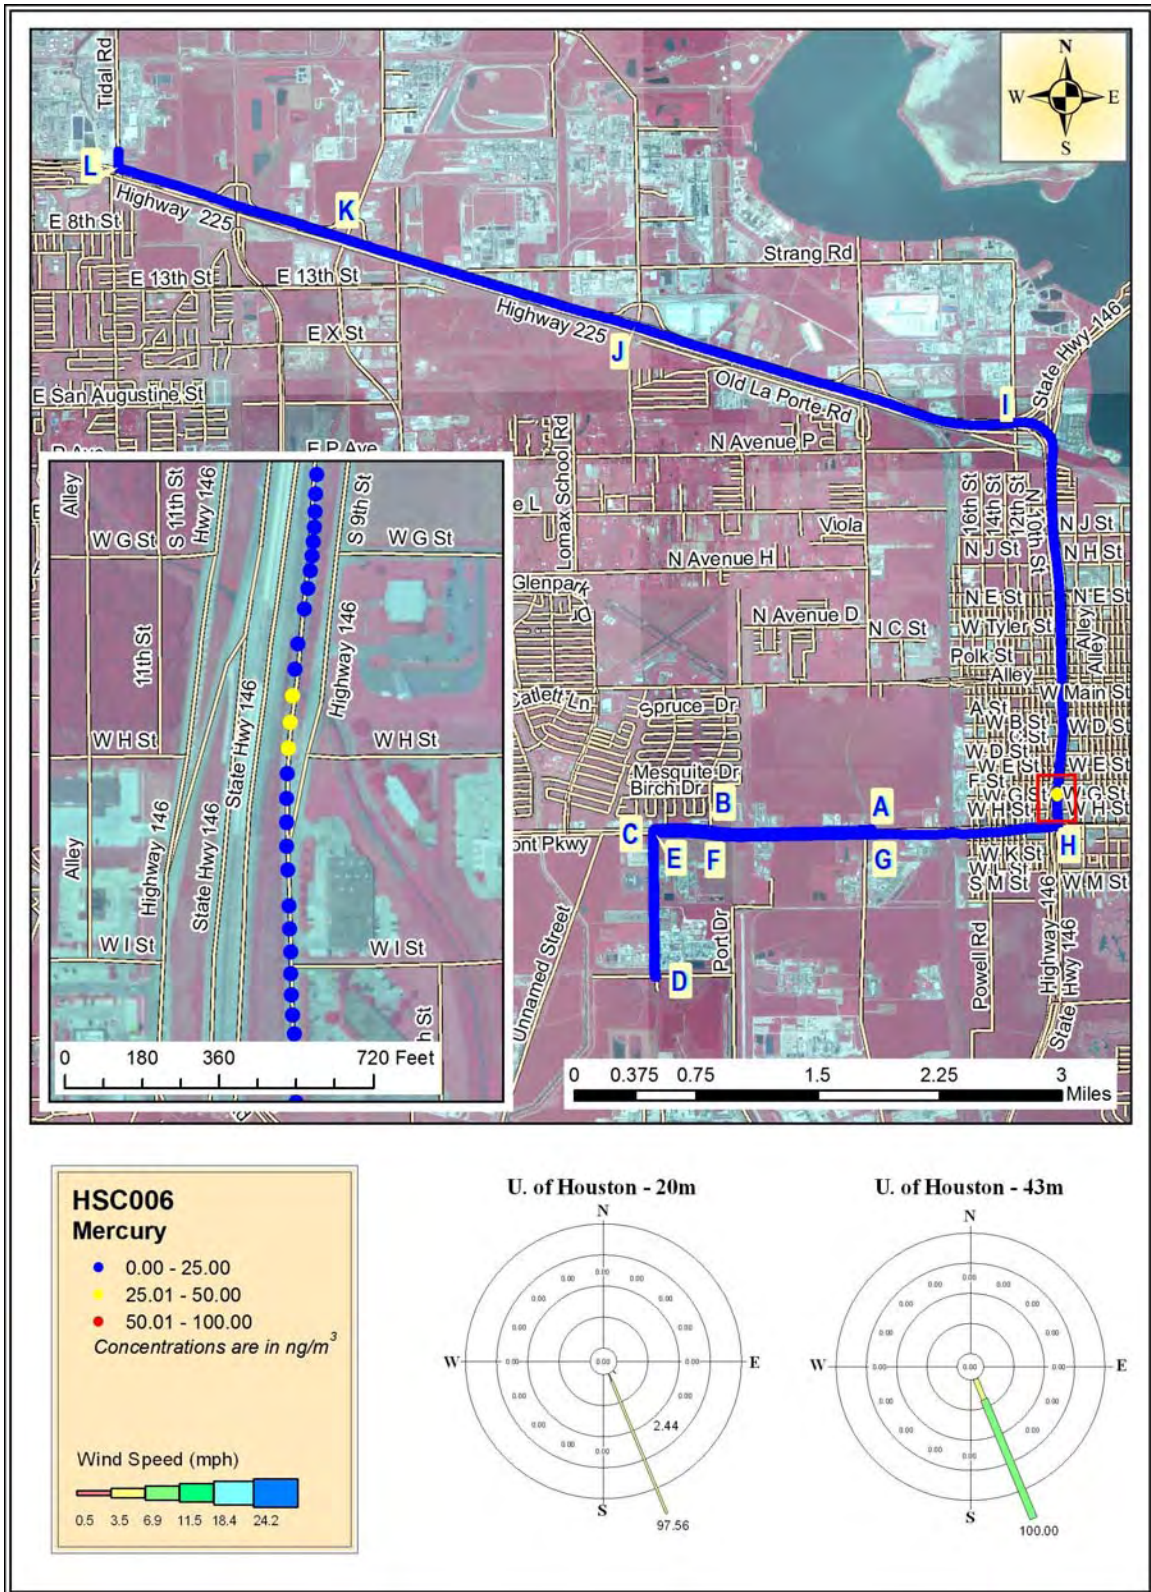 N
W
E
S
Tidal Rd
L
Highway 225
E 8th St
K
E 13th St
E 13th St
Strang Rd
E X St
Highway 225
J
State Hwy 146
E San Augustine St
Old La Porte Rd
I
N Avenue P
Lomax School Rd
16th St
14th St
12th St
N 10th St
Viola
N J St
N J St
N H St
N Avenue H
Glenpark
N E St
N E St
N Avenue D
N C St
W Tyler St
Alley
Alley
Polk St
Alley
W Main St
Catlett Ln
Spruce Dr
A St
W B St
C St
W D St
W D St
W E St
W E St
Mesquite Dr
F St
Birch Dr
W G St
W G St
B
A
W H St
W H St
C
ont Pkwy
E
F
G
H
W K St
W L St
S M St
W M St
Port Dr
D
Unnamed Street
Powell Rd
Highway 146
State Hwy 146
E P Ave
Alley
S 11th St
Hwy 146
S 9th St
W G St
W G St
11th St
Highway 146
State Hwy 146
W H St
W H St
Alley
Highway 146
State Hwy 146
W I St
W I St
h St
0 180 360 720 Feet
0 0.375 0.75 1.5 2.25 3
Miles
HSC006
Mercury
0.00 - 25.00
25.01 - 50.00
50.01 - 100.00
Concentrations are in ng/m³
Wind Speed (mph)
0.5 3.5 6.9 11.5 18.4 24.2
U. of Houston - 20m
N
W
E
S
0.00
2.44
97.56
U. of Houston - 43m
N
W
E
S
0.00
100.00